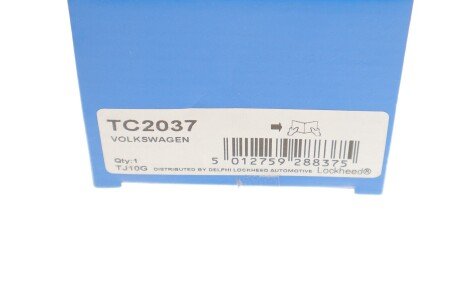 TC2037
VOLKSWAGEN
Qty:1
5 012759 288375
TJ10G DISTRIBUTED BY DELPHI LOCKHEED AUTOMOTIVE Lockheed®